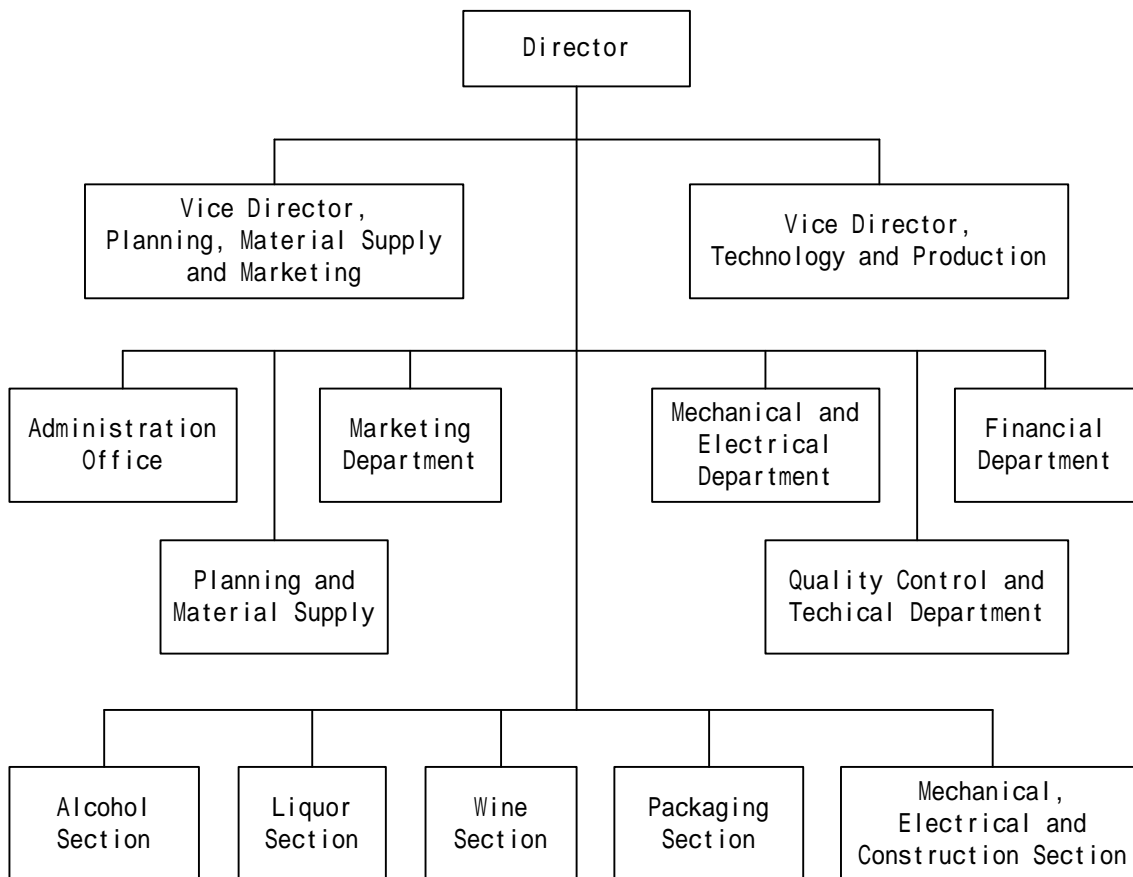 Director
Vice Director,
Planning, Material Supply
and Marketing
Vice Director,
Technology and Production
Administration
Office
Marketing
Department
Mechanical and
Electrical
Department
Financial
Department
Planning and
Material Supply
Quality Control and
Techical Department
Alcohol
Section
Liquor
Section
Wine
Section
Packaging
Section
Mechanical,
Electrical and
Construction Section